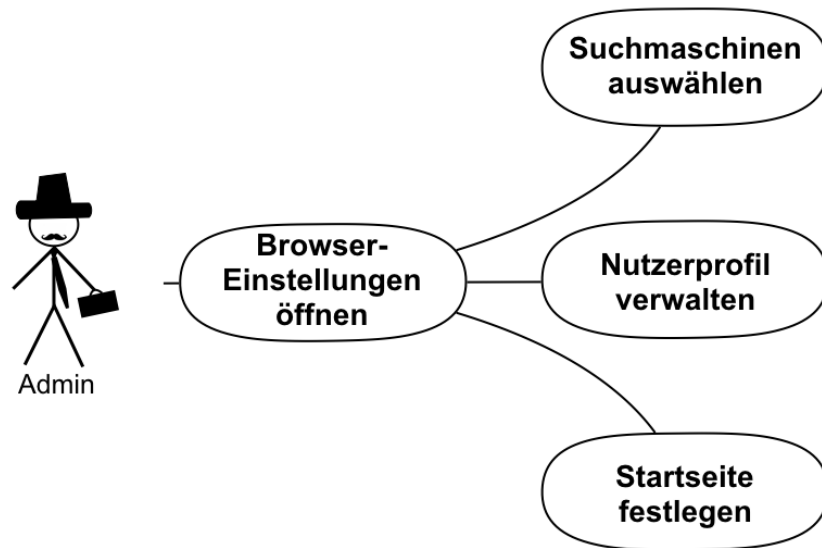 Suchmaschinen
auswählen
Browser-
Einstellungen
öffnen
Nutzerprofil
verwalten
Admin
Startseite
festlegen